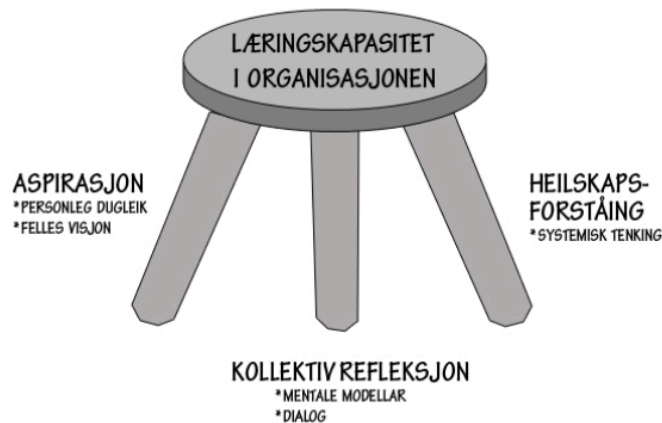 LÆRINGSKAPASITET
I ORGANISASJONEN
ASPIRASJON
*PERSONLEG DUGLEIK
*FELLES VISJON
HEILSKAPS-
FORSTÅING
*SYSTEMISK TENKING
KOLLEKTIV REFLEKSJON
*MENTALE MODELLAR
*DIALOG